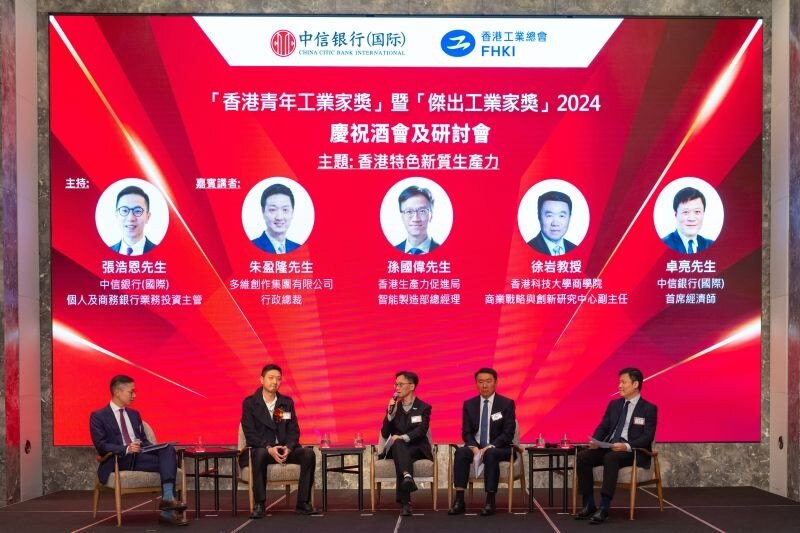 中信银行(国际)
CHINA CITIC BANK INTERNATIONAL
香港工業總會
FHKI
「香港青年工業家獎」暨「傑出工業家獎」2024
慶祝酒會及研討會
主題: 香港特色新質生產力
主持:
張浩恩先生
中信銀行(國際)
個人及商務銀行業務投資主管
嘉賓講者:
朱盈隆先生
多維創作集團有限公司
行政總裁
孫國偉先生
香港生產力促進局
智能製造部總經理
徐岩教授
香港科技大學商學院
商業戰略與創新研究中心副主任
卓亮先生
中信銀行(國際)
首席經濟師